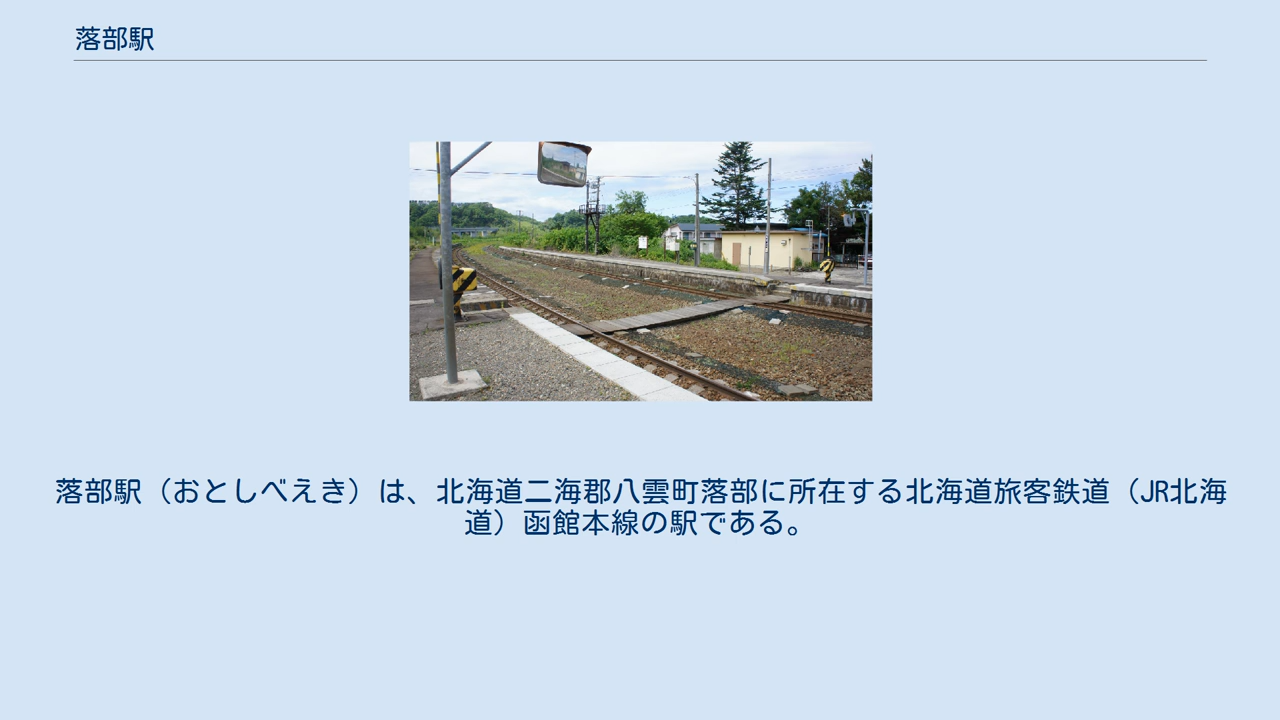 落部駅
落部駅（おとしべえき）は、北海道二海郡八雲町落部に所在する北海道旅客鉄道（JR北海
道）函館本線の駅である。